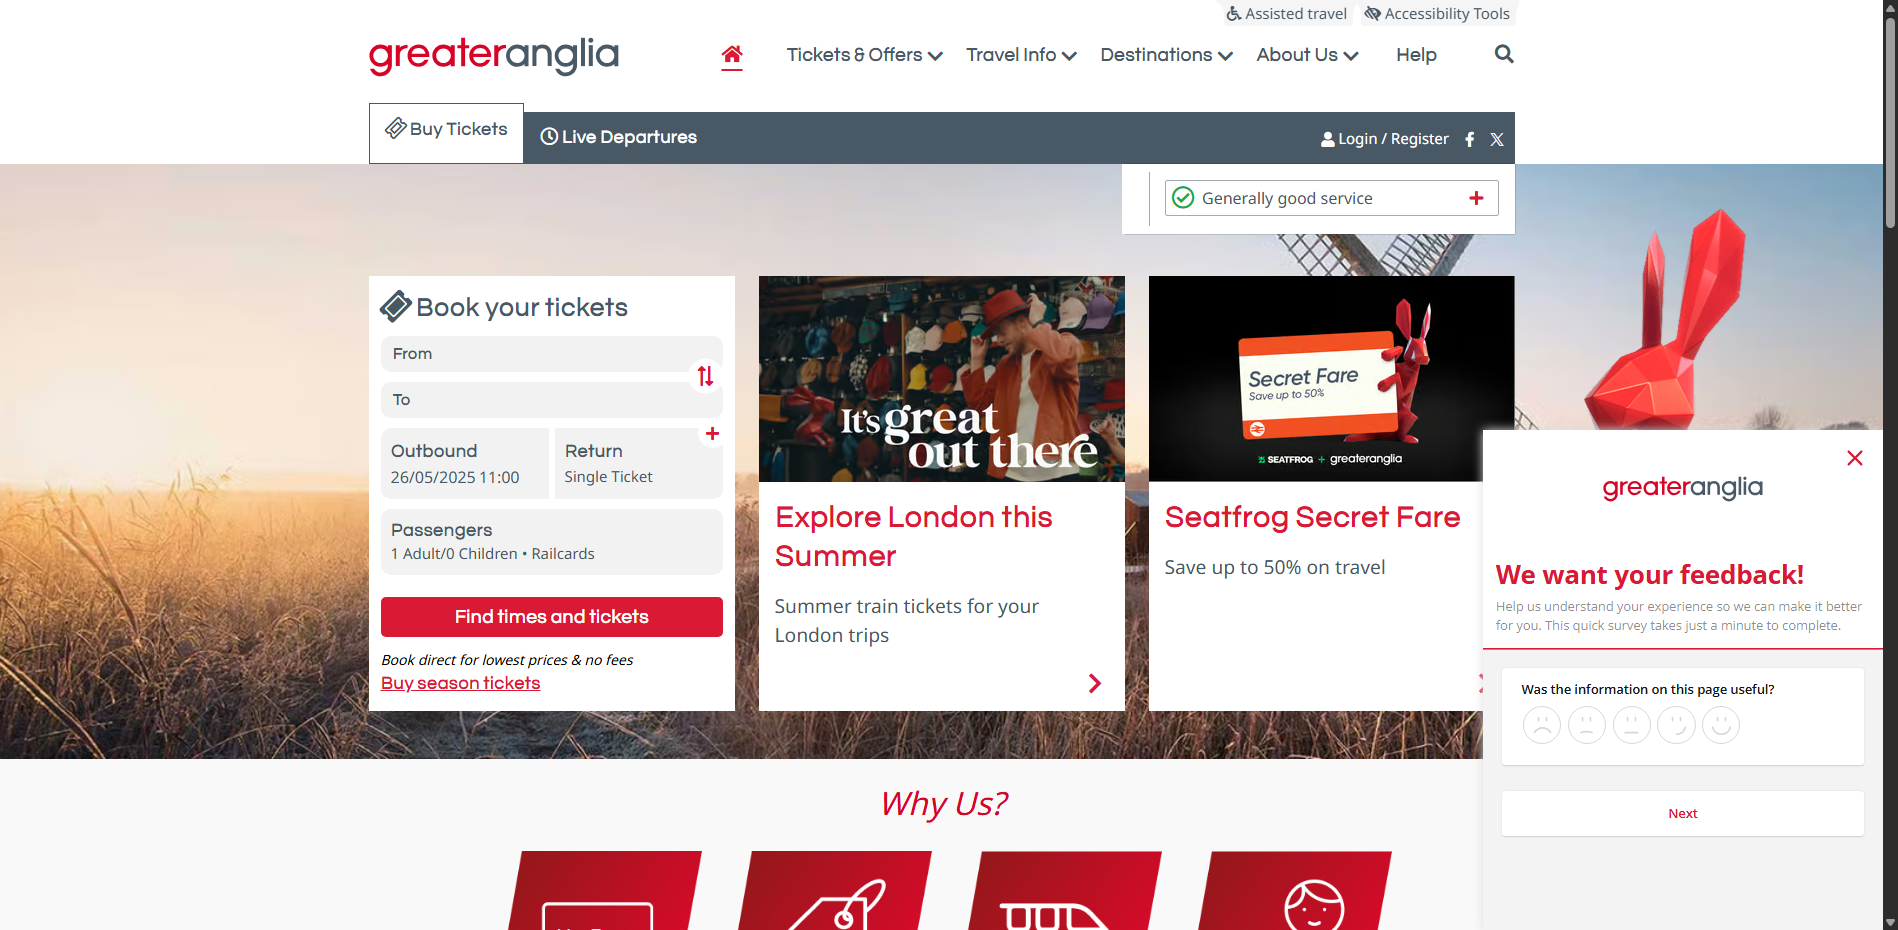 Assisted travel
Accessibility Tools
greateranglia
Tickets & Offers
Travel Info
Destinations
About Us
Help
Buy Tickets
Live Departures
Login / Register
Generally good service
Book your tickets
From
To
Outbound
26/05/2025 11:00
Return
Single Ticket
Passengers
1 Adult/0 Children • Railcards
Find times and tickets
Book direct for lowest prices & no fees
Buy season tickets
It's great
out there
Explore London this
Summer
Summer train tickets for your
London trips
Secret Fare
Save up to 50%
SEATFROG + greateranglia
Seatfrog Secret Fare
Save up to 50% on travel
greateranglia
We want your feedback!
Help us understand your experience so we can make it better
for you. This quick survey takes just a minute to complete.
Was the information on this page useful?
Next
Why Us?